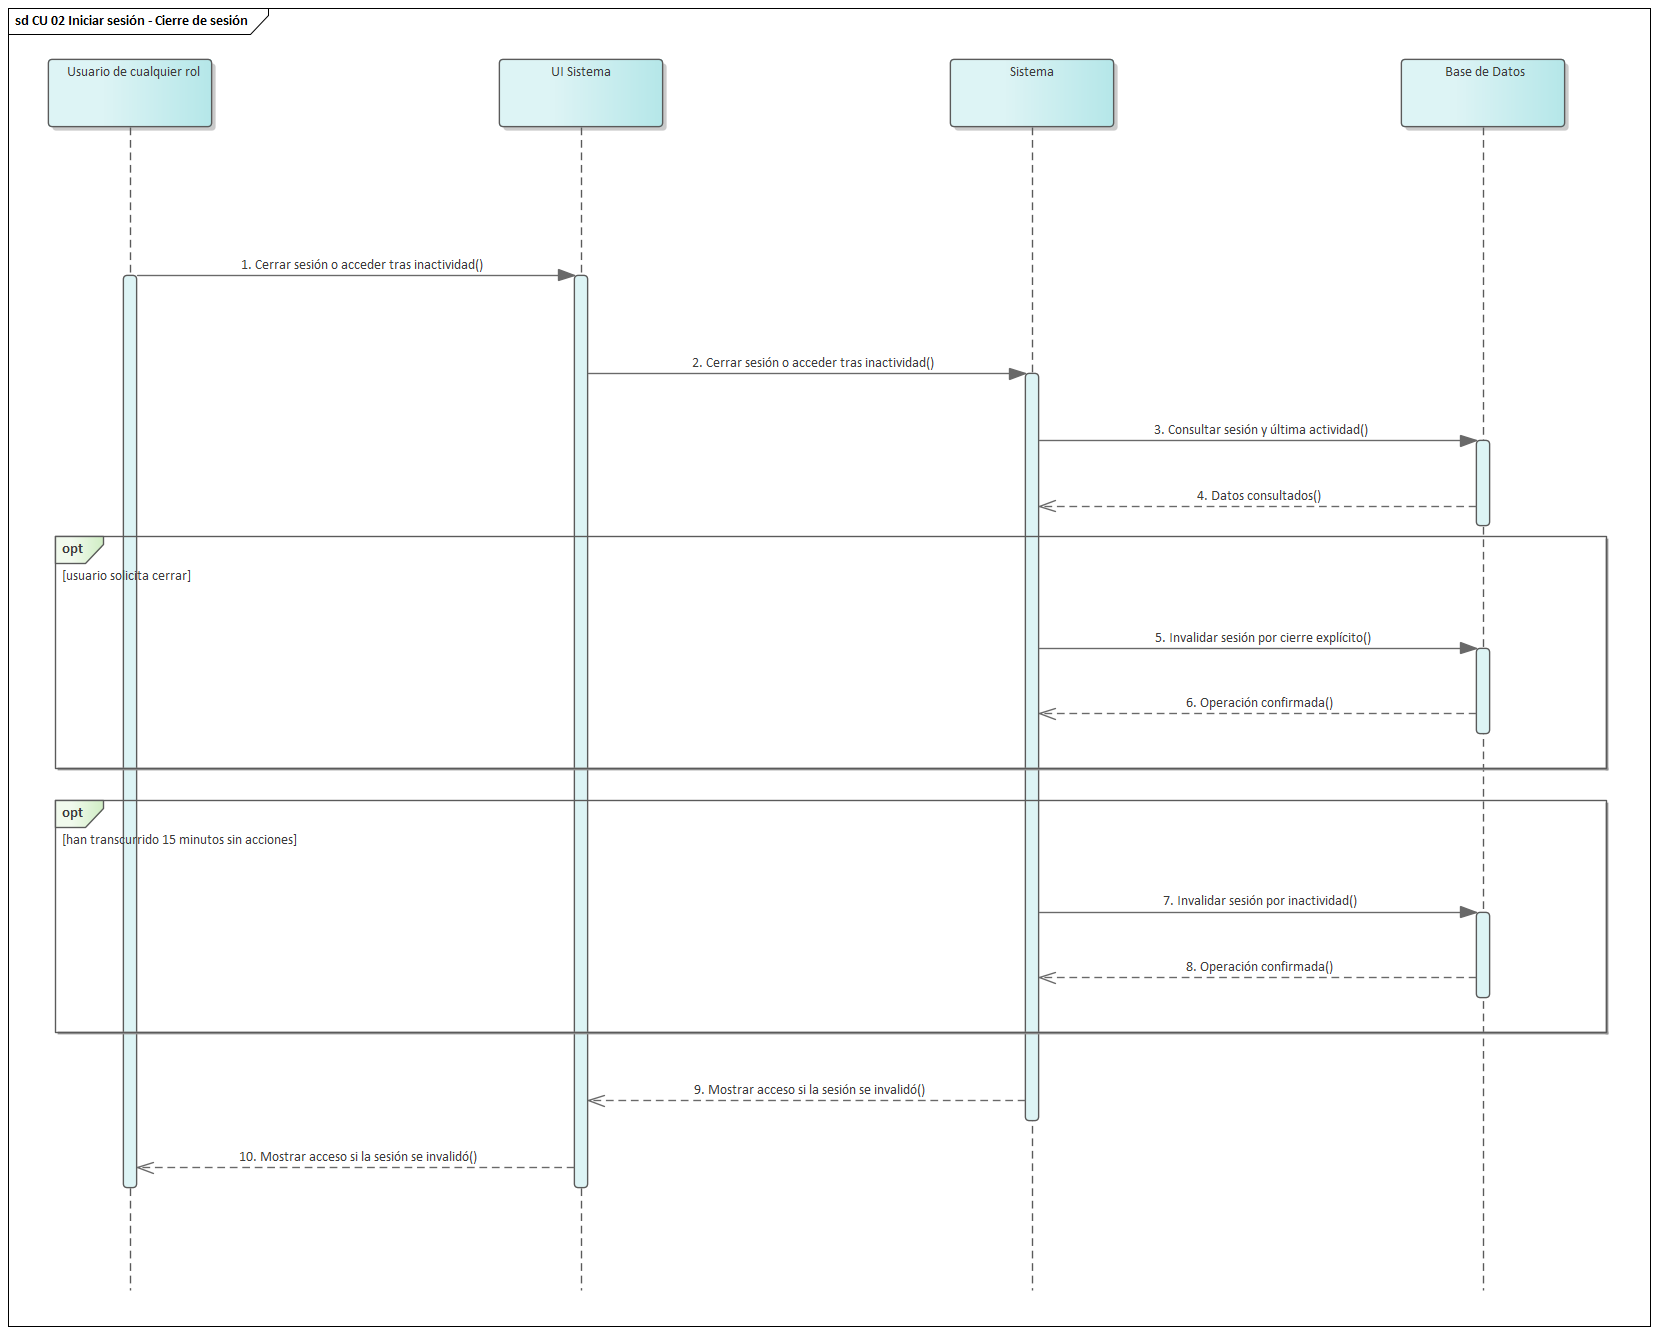 sd CU 02 Iniciar sesión - Cierre de sesión
Usuario de cualquier rol
UI Sistema
Sistema
Base de Datos
1. Cerrar sesión o acceder tras inactividad()
2. Cerrar sesión o acceder tras inactividad()
3. Consultar sesión y última actividad()
4. Datos consultados()
opt
[usuario solicita cerrar]
5. Invalidar sesión por cierre explícito()
6. Operación confirmada()
opt
[han transcurrido 15 minutos sin acciones]
7. Invalidar sesión por inactividad()
8. Operación confirmada()
9. Mostrar acceso si la sesión se invalidó()
10. Mostrar acceso si la sesión se invalidó()